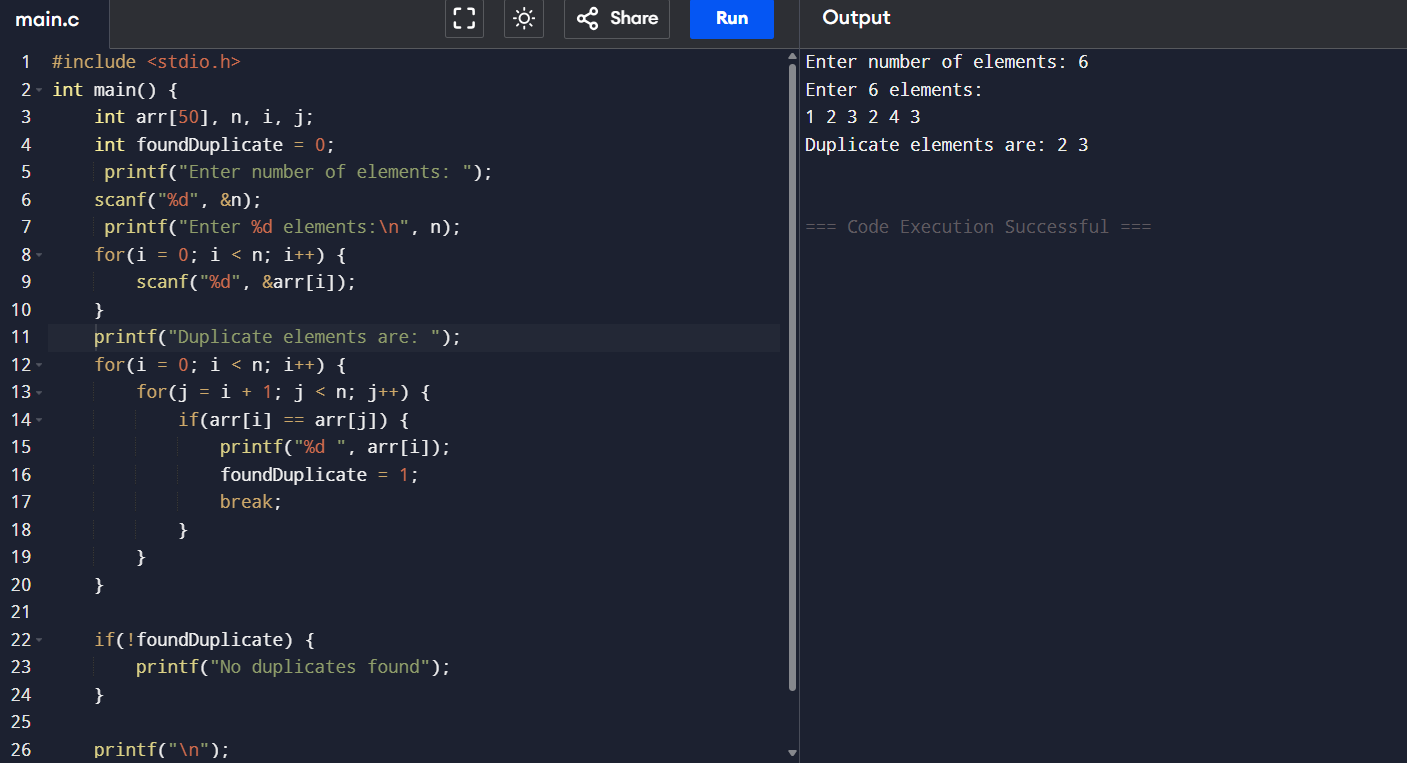 main.c
Share
Run
Output
1 #include <stdio.h>
2 int main() {
3     int arr[50], n, i, j;
4     int foundDuplicate = 0;
5      printf("Enter number of elements: ");
6     scanf("%d", &n);
7      printf("Enter %d elements:\n", n);
8     for(i = 0; i < n; i++) {
9         scanf("%d", &arr[i]);
10     }
11     printf("Duplicate elements are: ");
12     for(i = 0; i < n; i++) {
13         for(j = i + 1; j < n; j++) {
14             if(arr[i] == arr[j]) {
15                 printf("%d ", arr[i]);
16                 foundDuplicate = 1;
17                 break;
18             }
19         }
20     }
21
22     if(!foundDuplicate) {
23         printf("No duplicates found");
24     }
25
26     printf("\n");
Enter number of elements: 6
Enter 6 elements:
1 2 3 2 4 3
Duplicate elements are: 2 3
=== Code Execution Successful ===